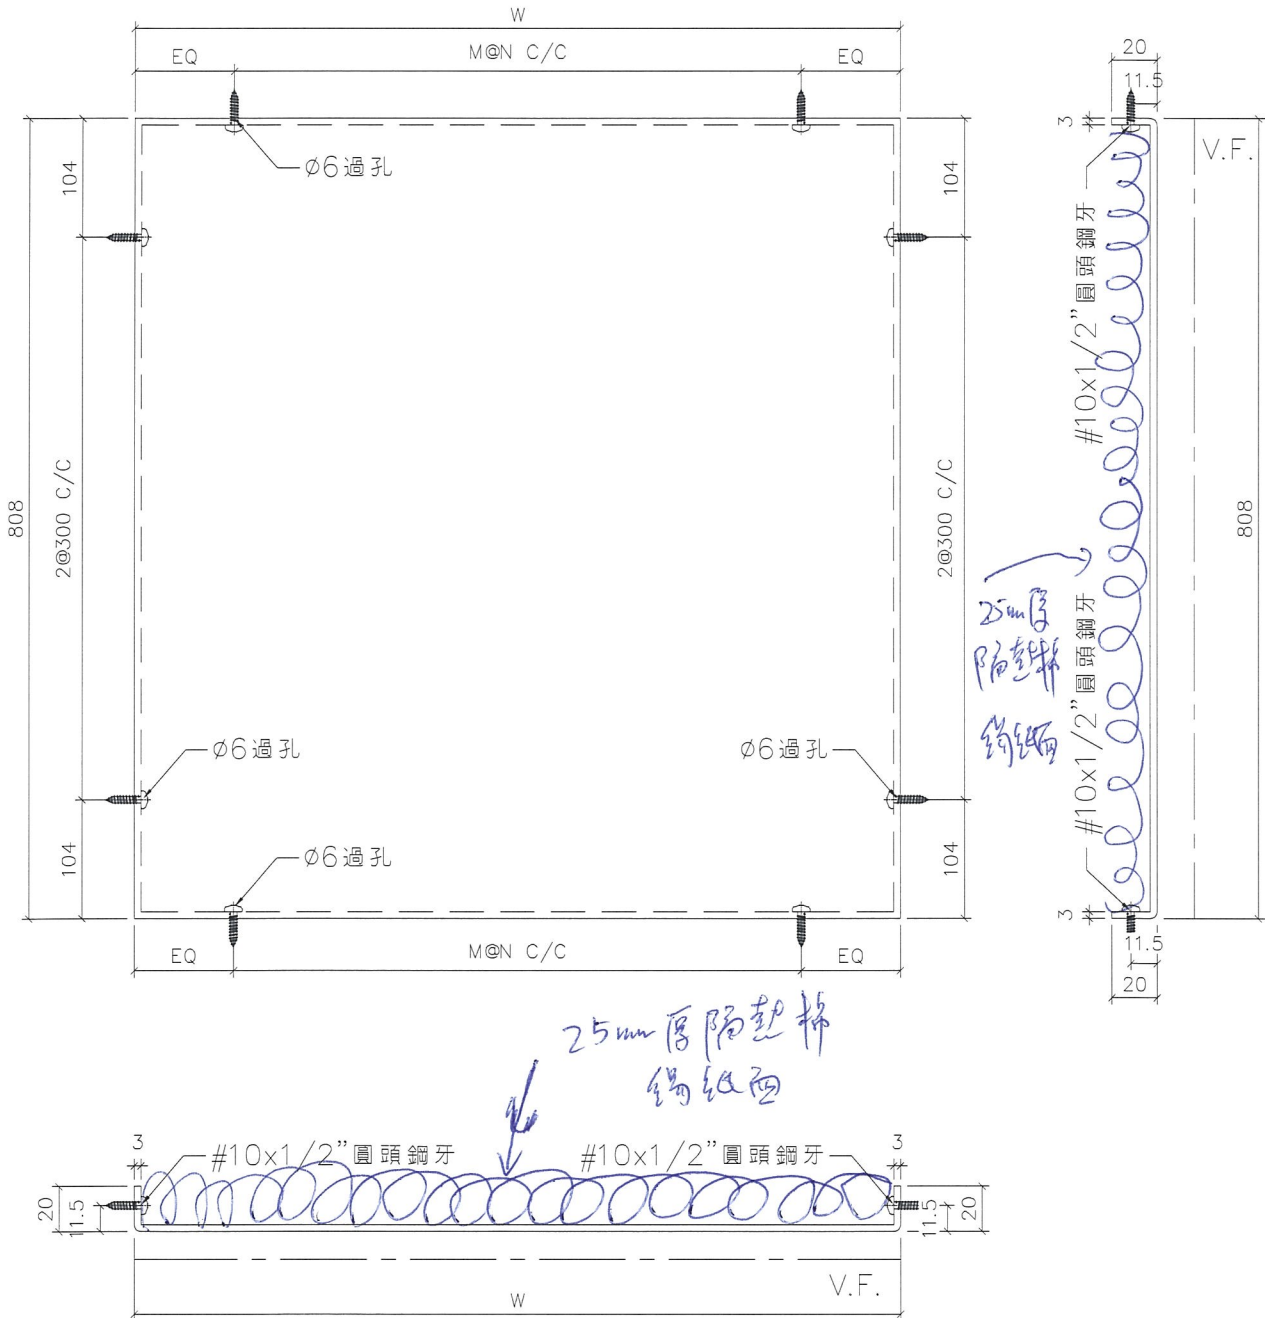 W
EQ
M@N C/C
EQ
20
11.5
3
V.F.
104
Ø6過孔
104
#10x1/2”圓頭鋼牙
808
2@300 C/C
2@300 C/C
808
25mm厚
隔熱棉
錫紙面
#10x1/2”圓頭鋼牙
Ø6過孔
Ø6過孔
104
Ø6過孔
104
3
11.5
20
EQ
M@N C/C
EQ
25mm厚隔熱棉
錫紙面
3
#10x1/2”圓頭鋼牙
#10x1/2”圓頭鋼牙
3
20
11.5
11.5
20
V.F.
W